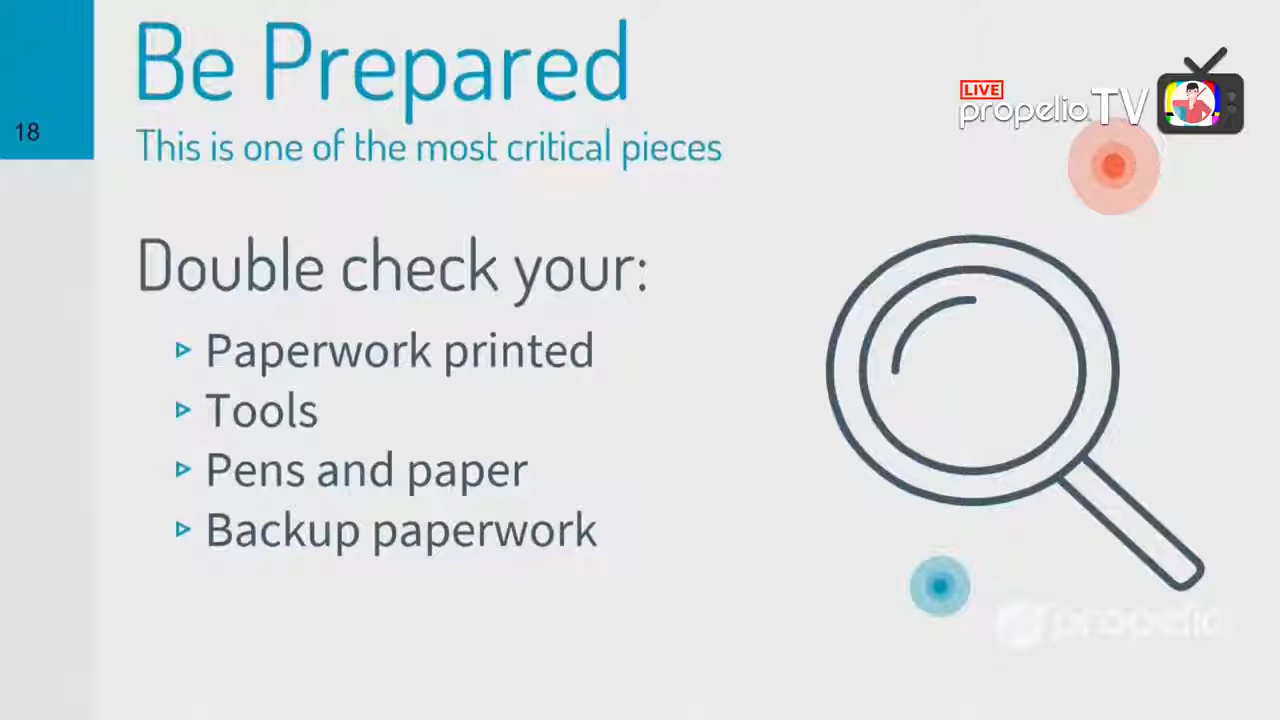 Be Prepared
This is one of the most critical pieces
18
LIVE
propelio TV
Double check your:
Paperwork printed
Tools
Pens and paper
Backup paperwork
propelio